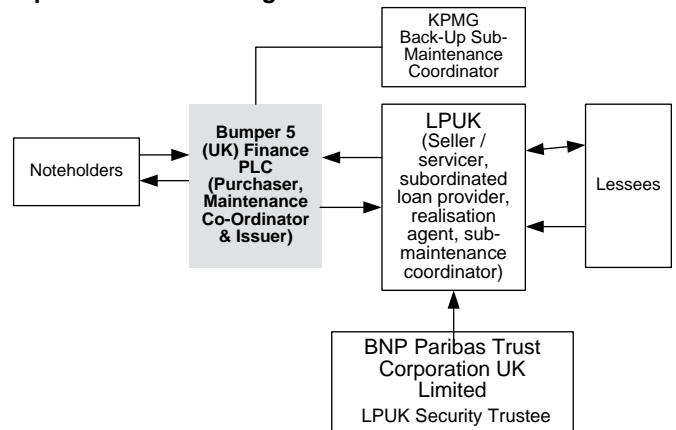 KPMG
Back-Up Sub-
Maintenance
Coordinator
Noteholders
Bumper 5
(UK) Finance
PLC
(Purchaser,
Maintenance
Co-Ordinator
& Issuer)
LPUK
(Seller /
servicer,
subordinated
loan provider,
realisation
agent, sub-
maintenance
coordinator)
Lessees
BNP Paribas Trust
Corporation UK
Limited
LPUK Security Trustee